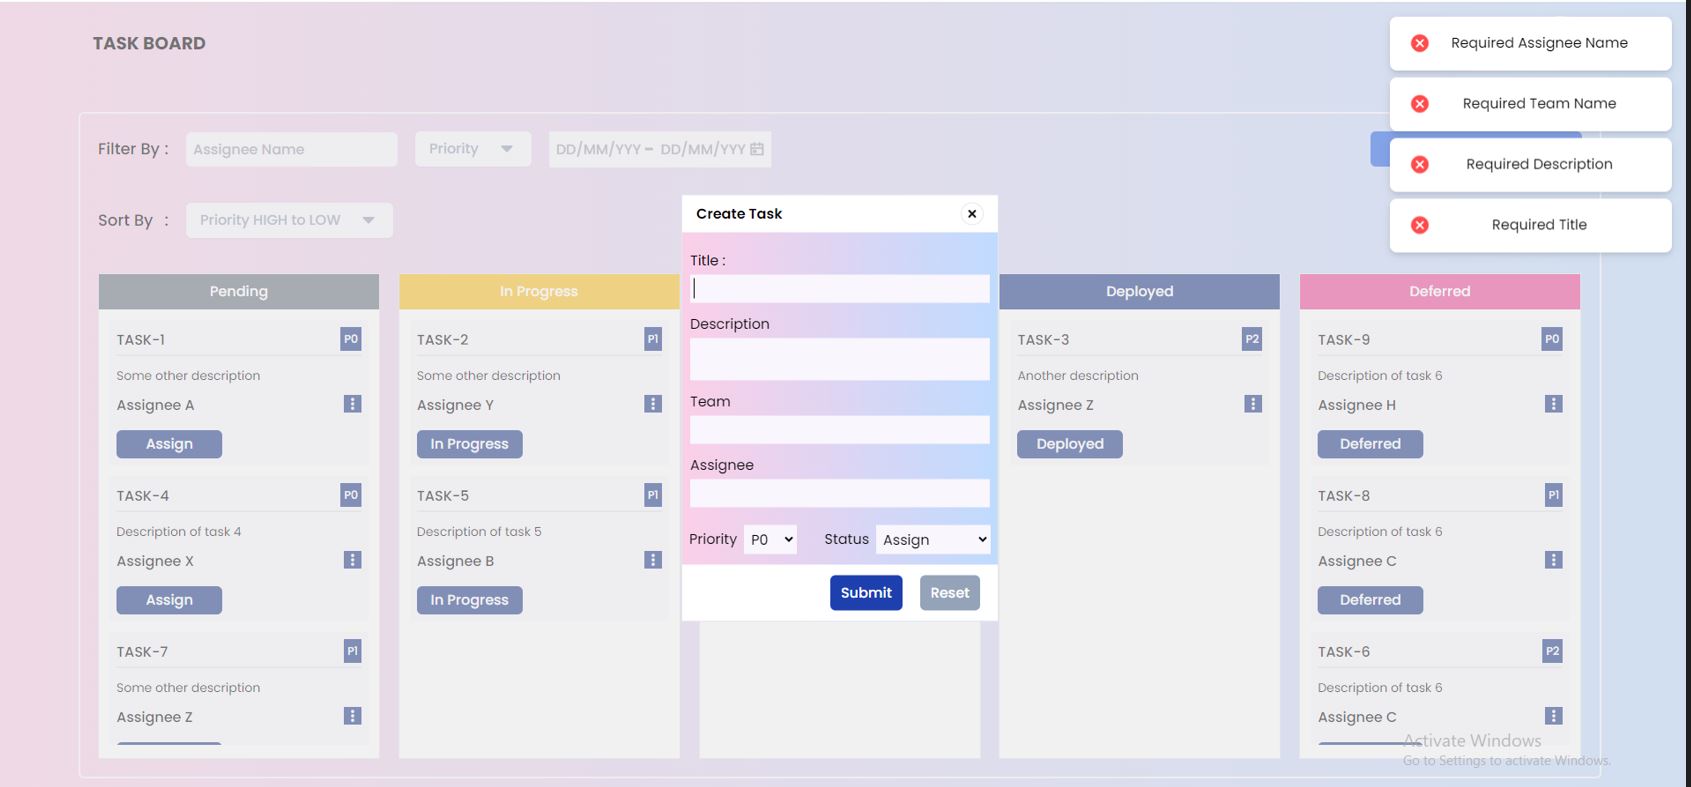 TASK BOARD
Required Assignee Name
Required Team Name
Required Description
Required Title
Filter By :
Assignee Name
Priority
DD/MM/YYY – DD/MM/YYY
Sort By :
Priority HIGH to LOW
Create Task
Title :
Description
Team
Assignee
Priority P0 Status Assign
Submit Reset
Pending
TASK-1 P0
Some other description
Assignee A
Assign
TASK-4 P0
Description of task 4
Assignee X
Assign
TASK-7 P1
Some other description
Assignee Z
In Progress
TASK-2 P1
Some other description
Assignee Y
In Progress
TASK-5 P1
Description of task 5
Assignee B
In Progress
Deployed
TASK-3 P2
Another description
Assignee Z
Deployed
Deferred
TASK-9 P0
Description of task 6
Assignee H
Deferred
TASK-8 P1
Description of task 6
Assignee C
Deferred
TASK-6 P2
Description of task 6
Assignee C
Activate Windows
Go to Settings to activate Windows.